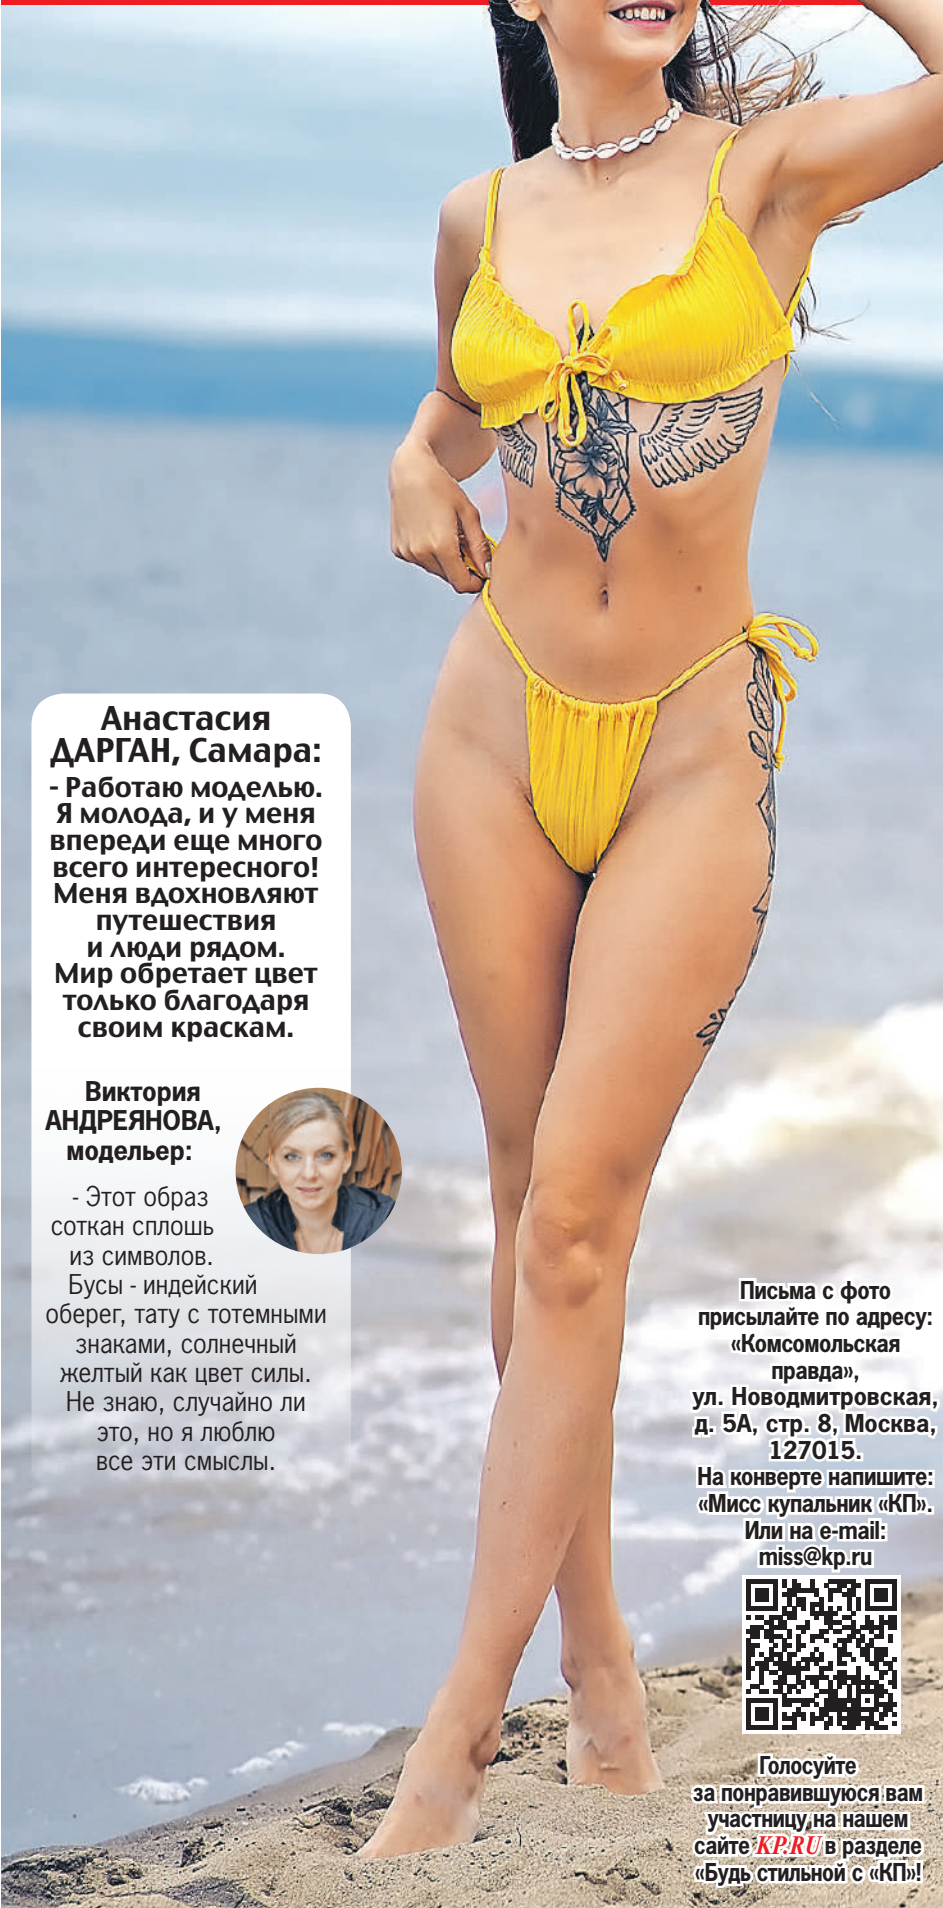 Анастасия
ДАРГАН, Самара:
- Работаю моделью.
Я молода, и у меня
впереди еще много
всего интересного!
Меня вдохновляют
путешествия
и люди рядом.
Мир обретает цвет
только благодаря
своим краскам.
Виктория
АНДРЕЯНОВА,
модельер:
- Этот образ
соткан сплошь
из символов.
Бусы - индейский
оберег, тату с тотемными
знаками, солнечный
желтый как цвет силы.
Не знаю, случайно ли
это, но я люблю
все эти смыслы.
Письма с фото
присылайте по адресу:
«Комсомольская
правда»,
ул. Новодмитровская,
д. 5А, стр. 8, Москва,
127015.
На конверте напишите:
«Мисс купальник «КП».
Или на e-mail:
miss@kp.ru
Голосуйте
за понравившуюся вам
участницу на нашем
сайте KP.RU в разделе
«Будь стильной с «КП»!